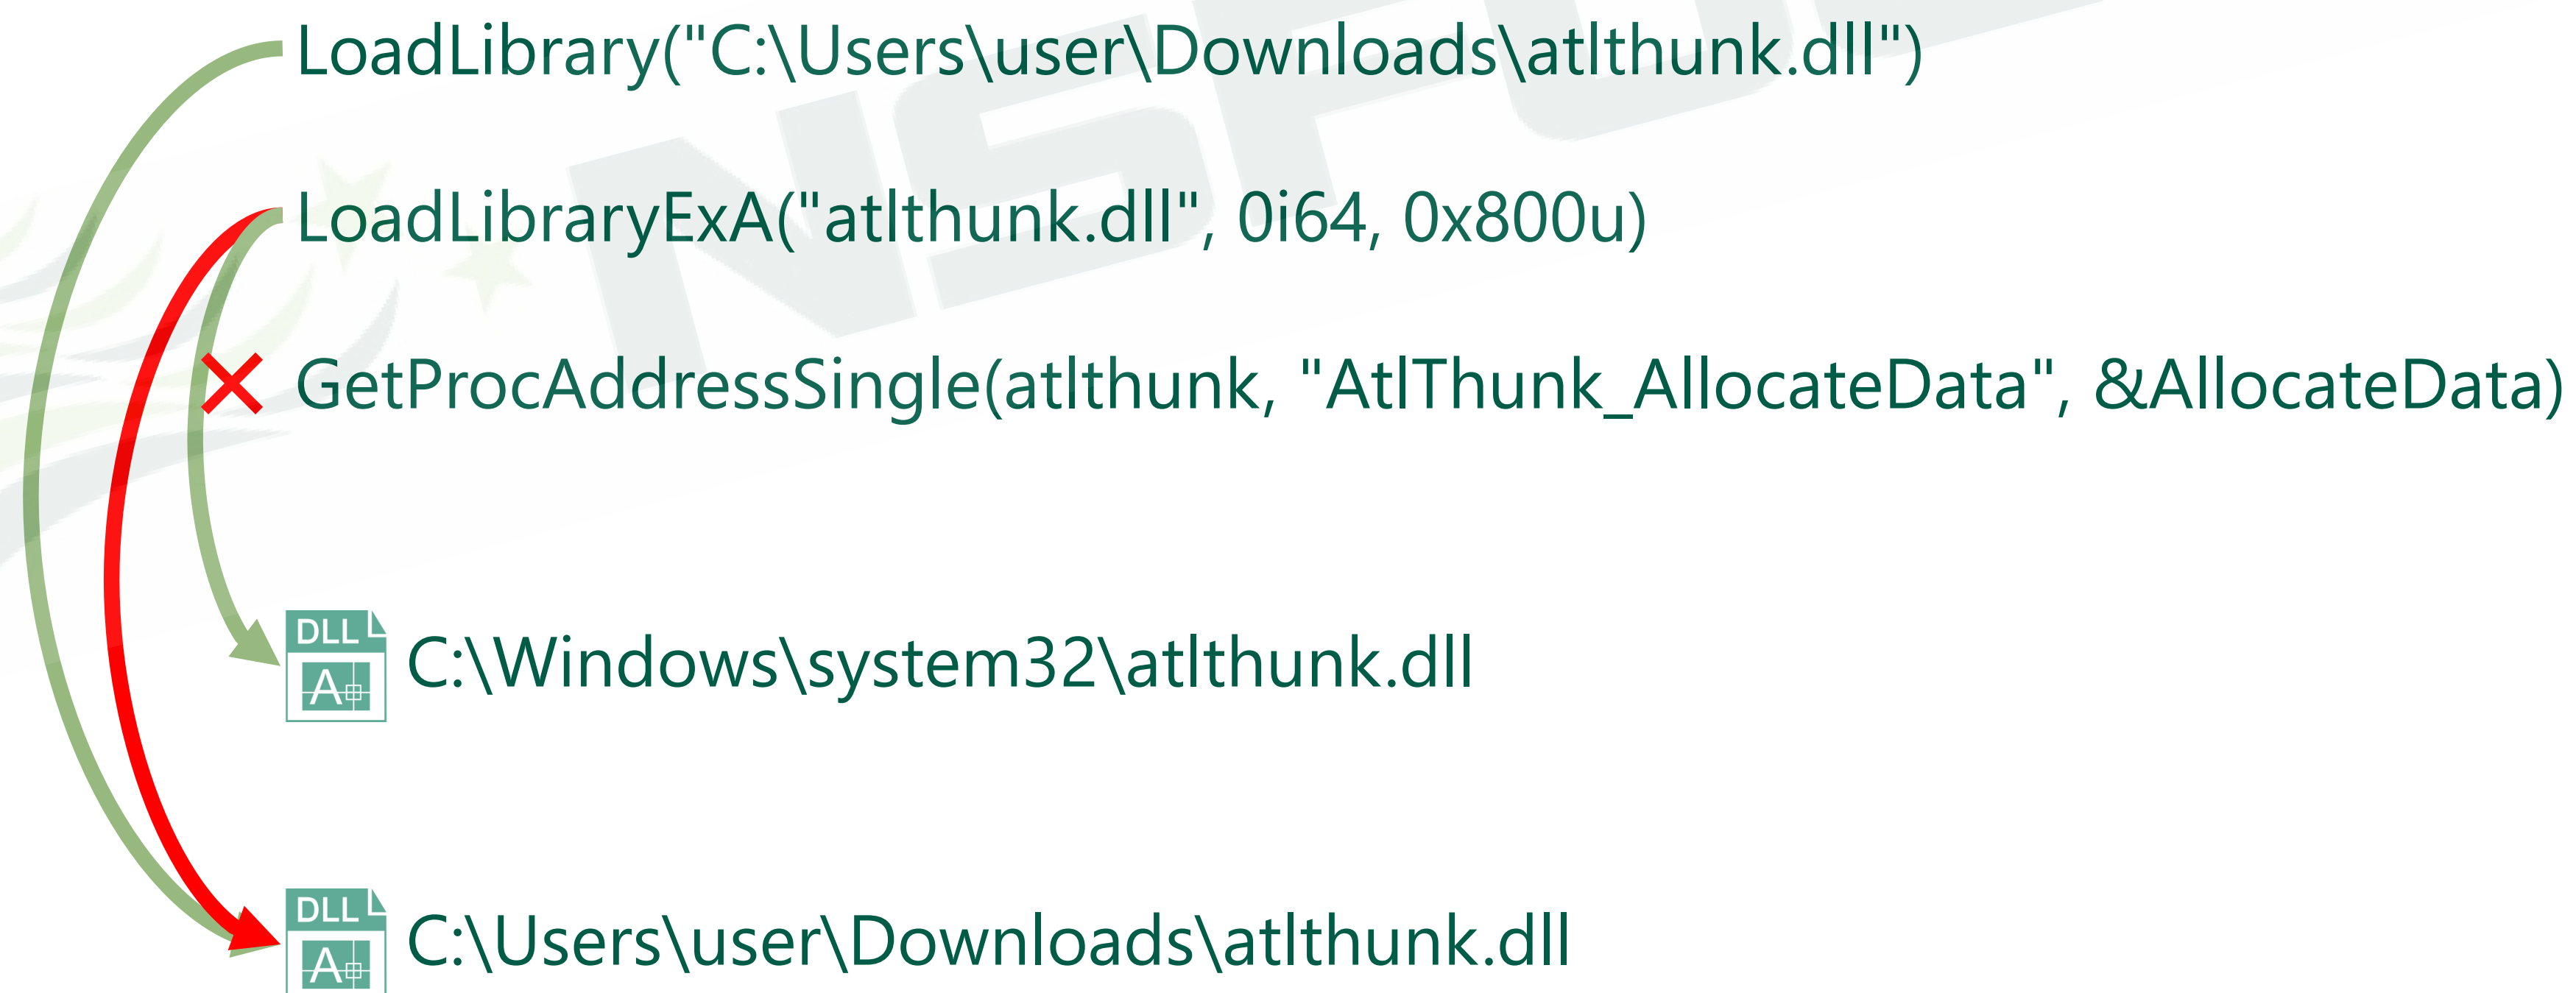 LoadLibrary("C:\Users\user\Downloads\atlthunk.dll")
LoadLibraryExA("atlthunk.dll", 0i64, 0x800u)
GetProcAddressSingle(atlthunk, "AtlThunk_AllocateData", &AllocateData)
DLL
A
C:\Windows\system32\atlthunk.dll
DLL
A
C:\Users\user\Downloads\atlthunk.dll